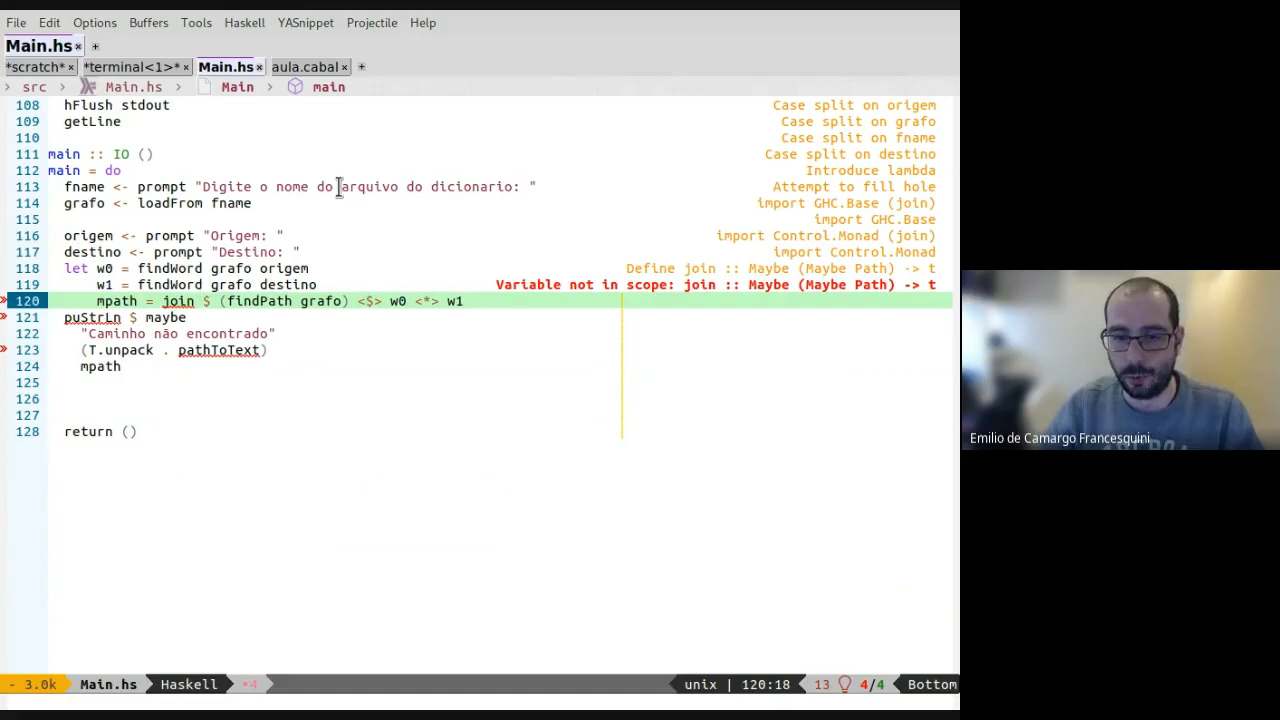 File Edit Options Buffers Tools Haskell YASnippet Projectile Help
Main.hs × +
*scratch* × *terminal<1>* × Main.hs × aula.cabal × +
> src > Main.hs > Main > main
108 hFlush stdout Case split on origem
109 getLine Case split on grafo
110 Case split on fname
111 main :: IO () Case split on destino
112 main = do Introduce lambda
113 fname <- prompt "Digite o nome do arquivo do dicionario: " Attempt to fill hole
114 grafo <- loadFrom fname import GHC.Base (join)
115 import GHC.Base
116 origem <- prompt "Origem: " import Control.Monad (join)
117 destino <- prompt "Destino: " import Control.Monad
118 let w0 = findWord grafo origem Define join :: Maybe (Maybe Path) -> t
119 w1 = findWord grafo destino Variable not in scope: join :: Maybe (Maybe Path) -> t
120 mpath = join $ (findPath grafo) <$> w0 <*> w1
121 puStrLn $ maybe
122 "Caminho não encontrado"
123 (T.unpack . pathToText)
124 mpath
125
126
127
128 return ()
- 3.0k Main.hs Haskell •4 unix | 120:18 13 4/4 Bottom
Emilio de Camargo Francesquini